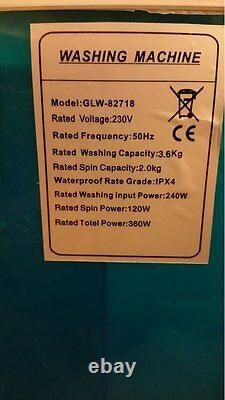 WASHING MACHINE
Model:GLW-82718
Rated Voltage:230V
Rated Frequency:50Hz
CE
Rated Washing Capacity:3.6Kg
Rated Spin Capacity:2.0kg
Waterproof Rate Grade:IPX4
Rated Washing Input Power:240W
Rated Spin Power:120W
Rated Totel Power:360W
ebay